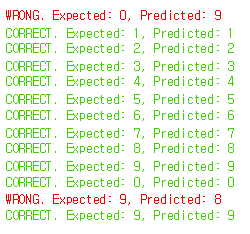 WRONG. Expected: 0, Predicted: 9
CORRECT. Expected: 1, Predicted: 1
CORRECT. Expected: 2, Predicted: 2
CORRECT. Expected: 3, Predicted: 3
CORRECT. Expected: 4, Predicted: 4
CORRECT. Expected: 5, Predicted: 5
CORRECT. Expected: 6, Predicted: 6
CORRECT. Expected: 7, Predicted: 7
CORRECT. Expected: 8, Predicted: 8
CORRECT. Expected: 9, Predicted: 9
CORRECT. Expected: 0, Predicted: 0
WRONG. Expected: 9, Predicted: 8
CORRECT. Expected: 9, Predicted: 9